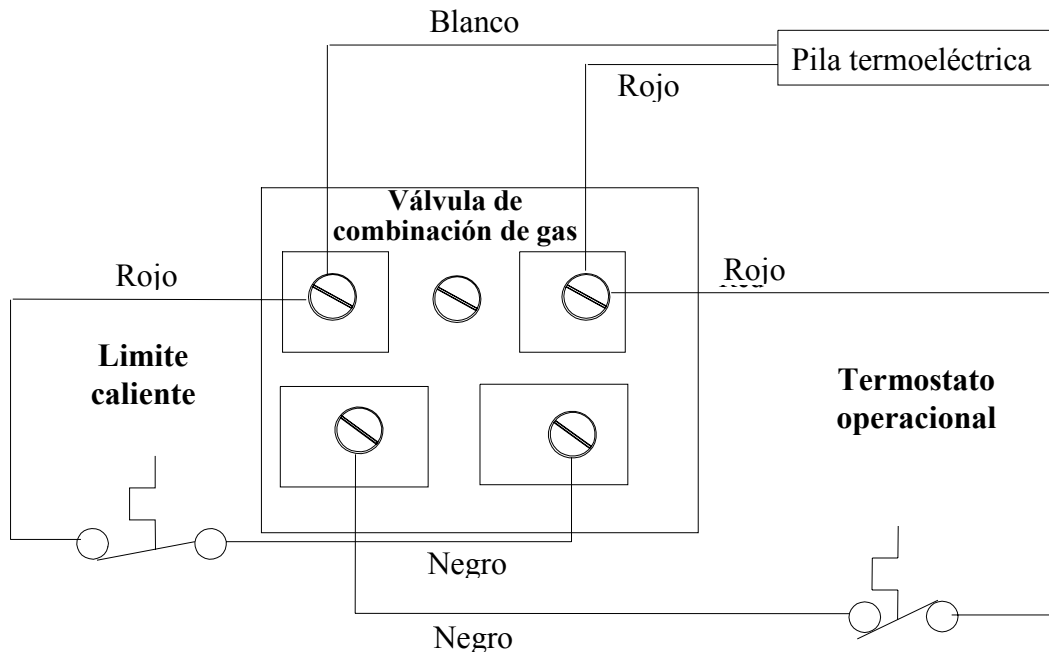 Blanco
Pila termoeléctrica
Rojo
Válvula de
combinación de gas
Rojo
Rojo
Limite
caliente
Termostato
operacional
Negro
Negro